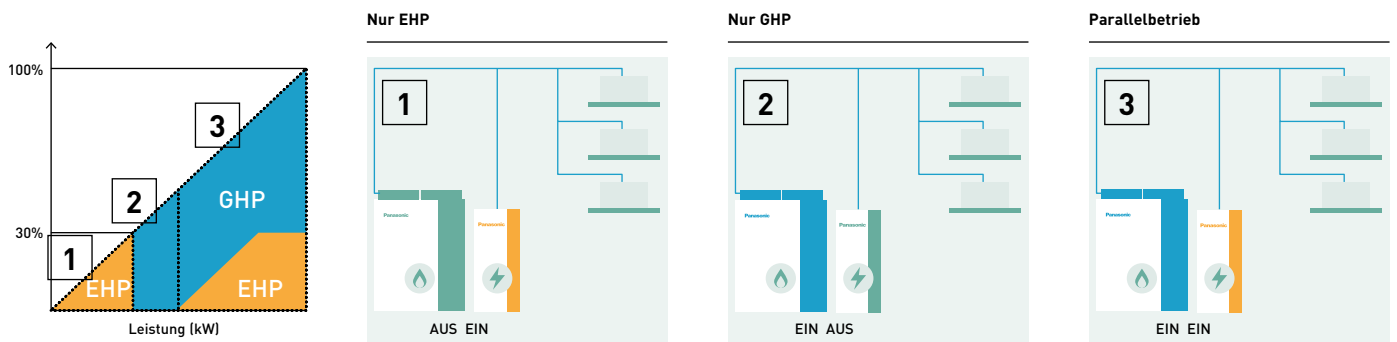 100%
30%
1
2
3
EHP
GHP
EHP
Leistung (kW)
Nur EHP
1
Panasonic
Panasonic
AUS EIN
Nur GHP
2
Panasonic
Panasonic
EIN AUS
Parallelbetrieb
3
Panasonic
Panasonic
EIN EIN